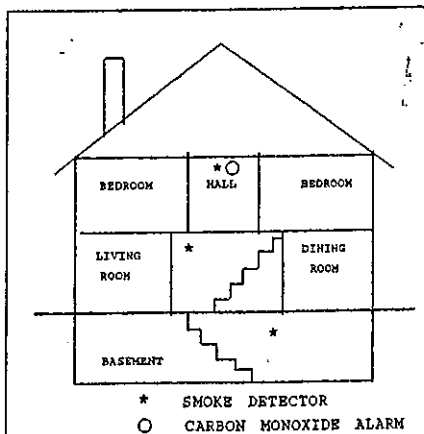 BEDROOM HALL BEDROOM
LIVING ROOM
DINING ROOM
BASEMENT
* SMOKE DETECTOR
○ CARBON MONOXIDE ALARM